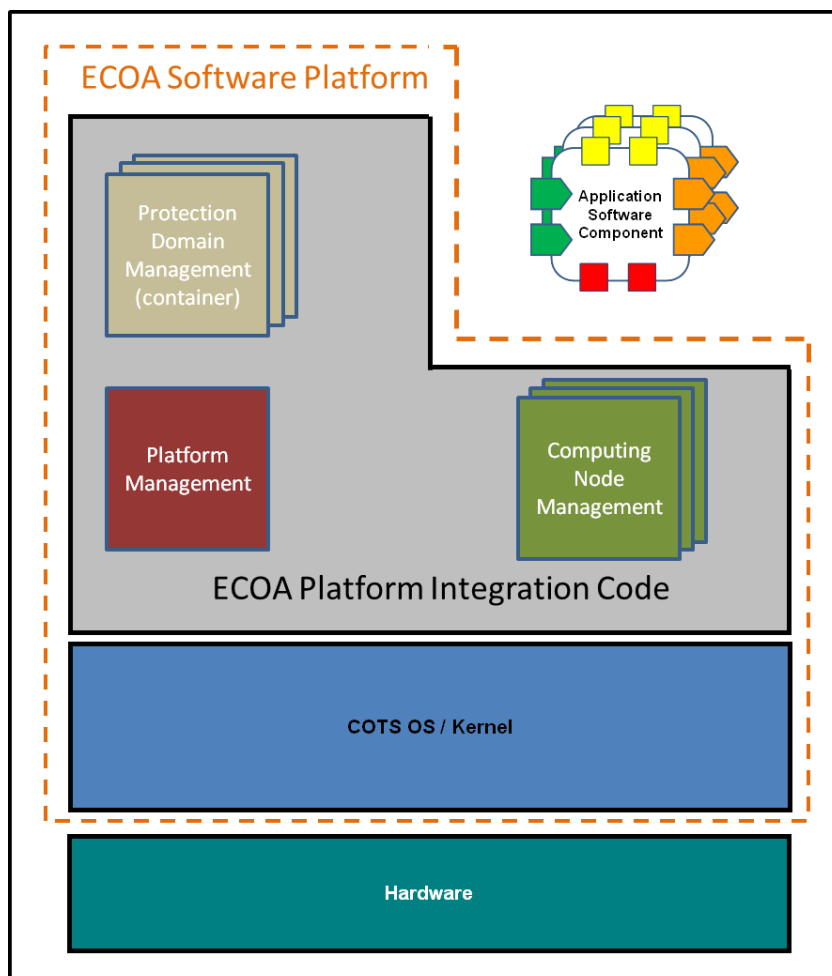 ECOA Software Platform
Protection
Domain
Management
(container)
Application
Software
Component
Platform
Management
Computing
Node
Management
ECOA Platform Integration Code
COTS OS / Kernel
Hardware